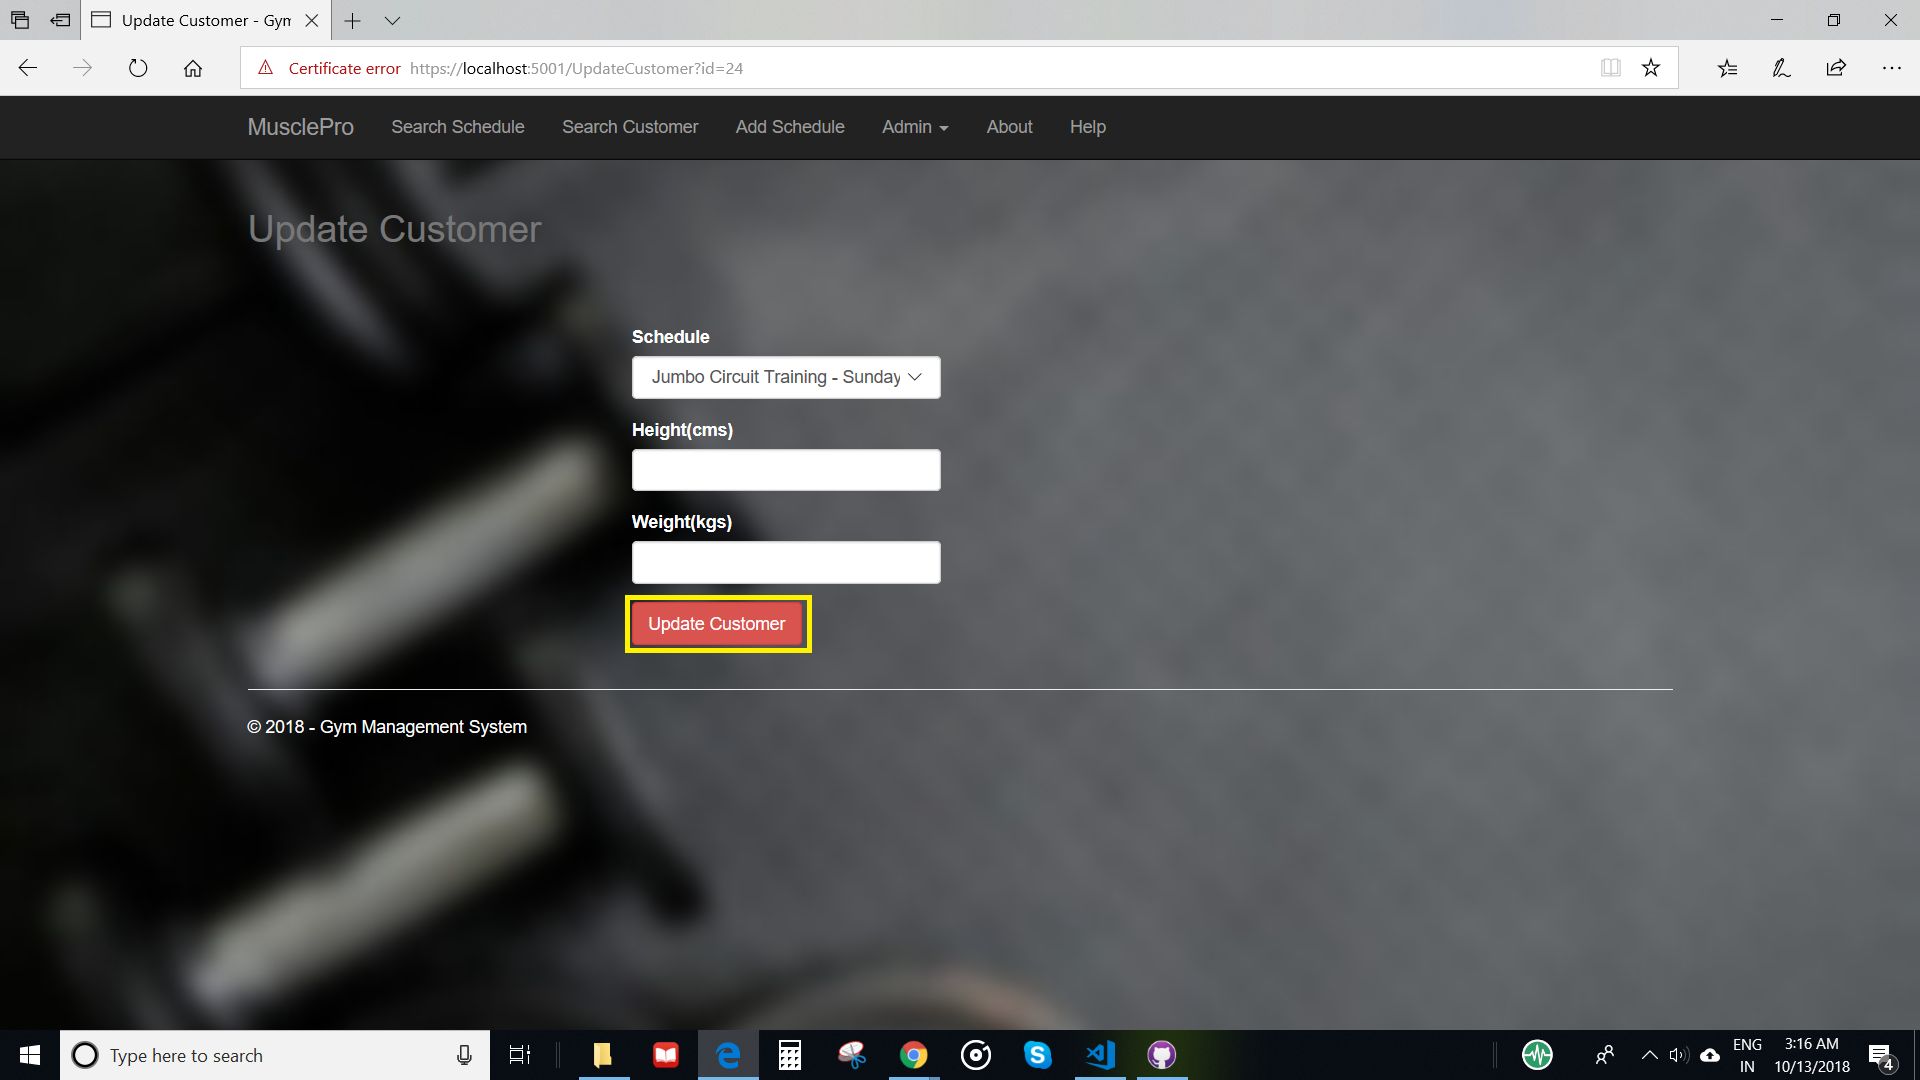 Update Customer - Gym
Certificate error https://localhost:5001/UpdateCustomer?id=24
MusclePro Search Schedule Search Customer Add Schedule Admin About Help
Update Customer
Schedule
Jumbo Circuit Training - Sunday
Height(cms)
Weight(kgs)
Update Customer
© 2018 - Gym Management System
Type here to search
ENG
IN
3:16 AM
10/13/2018
4